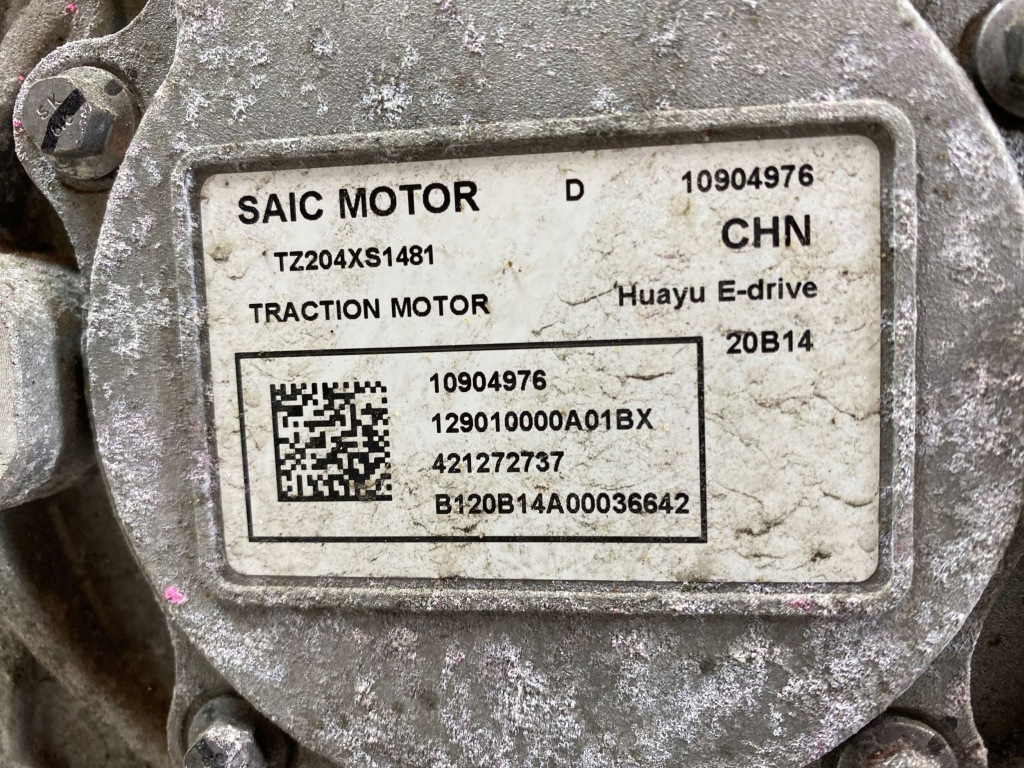 SAIC MOTOR D 10904976
CHN
TZ204XS1481
TRACTION MOTOR Huayu E-drive
20B14
10904976
129010000A01BX
421272737
B120B14A00036642